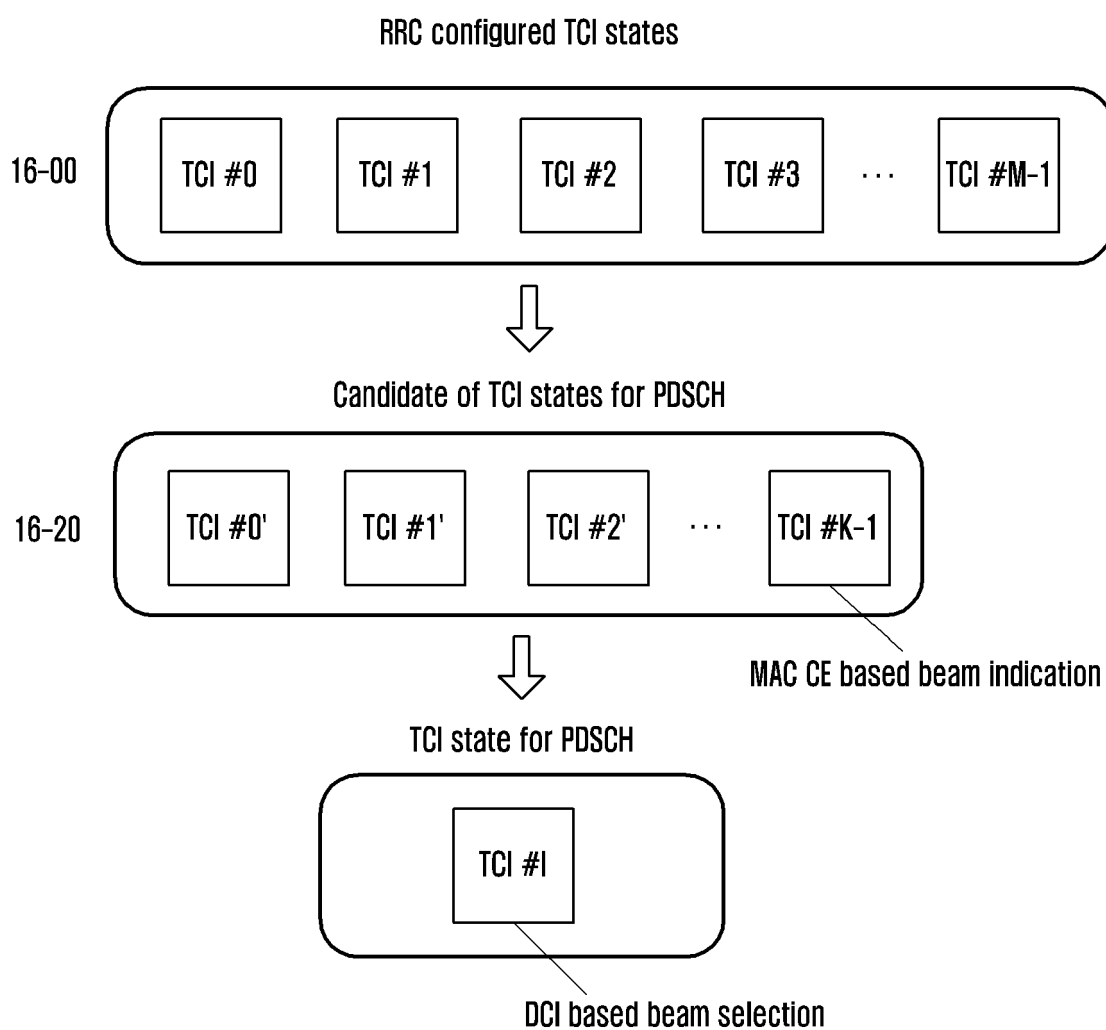 RRC configured TCI states
16-00
TCI #0 TCI #1 TCI #2 TCI #3 ··· TCI #M-1
Candidate of TCI states for PDSCH
16-20
TCI #0' TCI #1' TCI #2' ··· TCI #K-1
MAC CE based beam indication
TCI state for PDSCH
TCI #I
DCI based beam selection